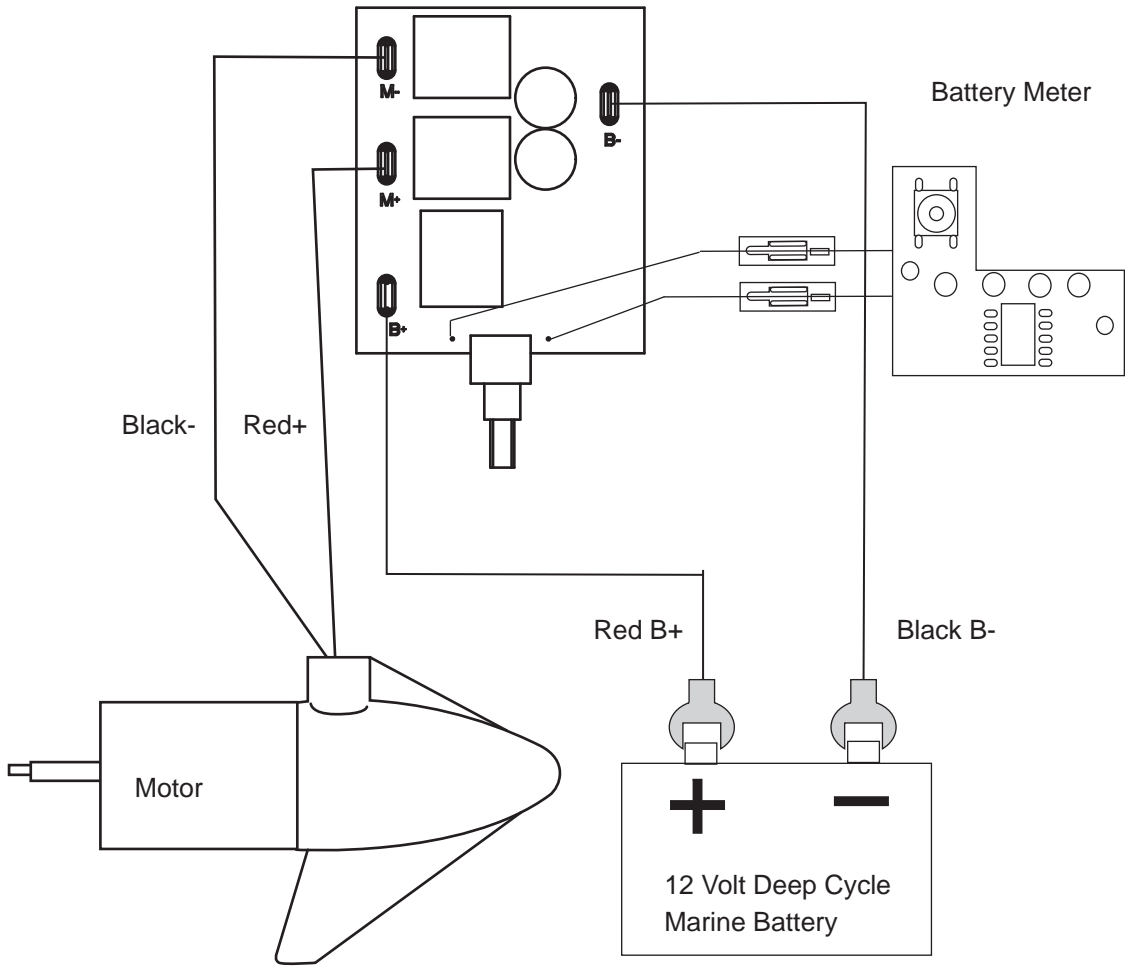 M-
B-
Battery Meter
M+
B+
Black-
Red+
Red B+
Black B-
Motor
12 Volt Deep Cycle
Marine Battery